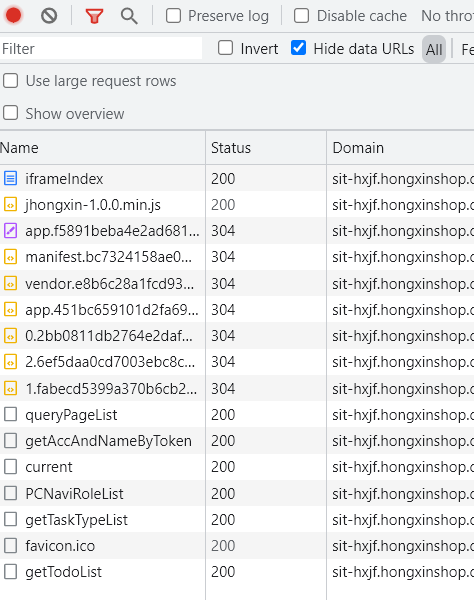 Preserve log Disable cache No thro
Filter Invert Hide data URLs All Fe
Use large request rows
Show overview
Name Status Domain
iframeIndex 200 sit-hxjf.hongxinshop.c
jhongxin-1.0.0.min.js 200 sit-hxjf.hongxinshop.c
app.f5891beba4e2ad681... 304 sit-hxjf.hongxinshop.c
manifest.bc7324158ae0... 304 sit-hxjf.hongxinshop.c
vendor.e8b6c28a1fcd93... 304 sit-hxjf.hongxinshop.c
app.451bc659101d2fa69... 304 sit-hxjf.hongxinshop.c
0.2bb0811db2764e2daf... 304 sit-hxjf.hongxinshop.c
2.6ef5daa0cd7003ebc8c... 304 sit-hxjf.hongxinshop.c
1.fabecd5399a370b6cb2... 304 sit-hxjf.hongxinshop.c
queryPageList 200 sit-hxjf.hongxinshop.c
getAccAndNameByToken 200 sit-hxjf.hongxinshop.c
current 200 sit-hxjf.hongxinshop.c
PCNaviRoleList 200 sit-hxjf.hongxinshop.c
getTaskTypeList 200 sit-hxjf.hongxinshop.c
favicon.ico 200 sit-hxjf.hongxinshop.c
getTodoList 200 sit-hxjf.hongxinshop.c